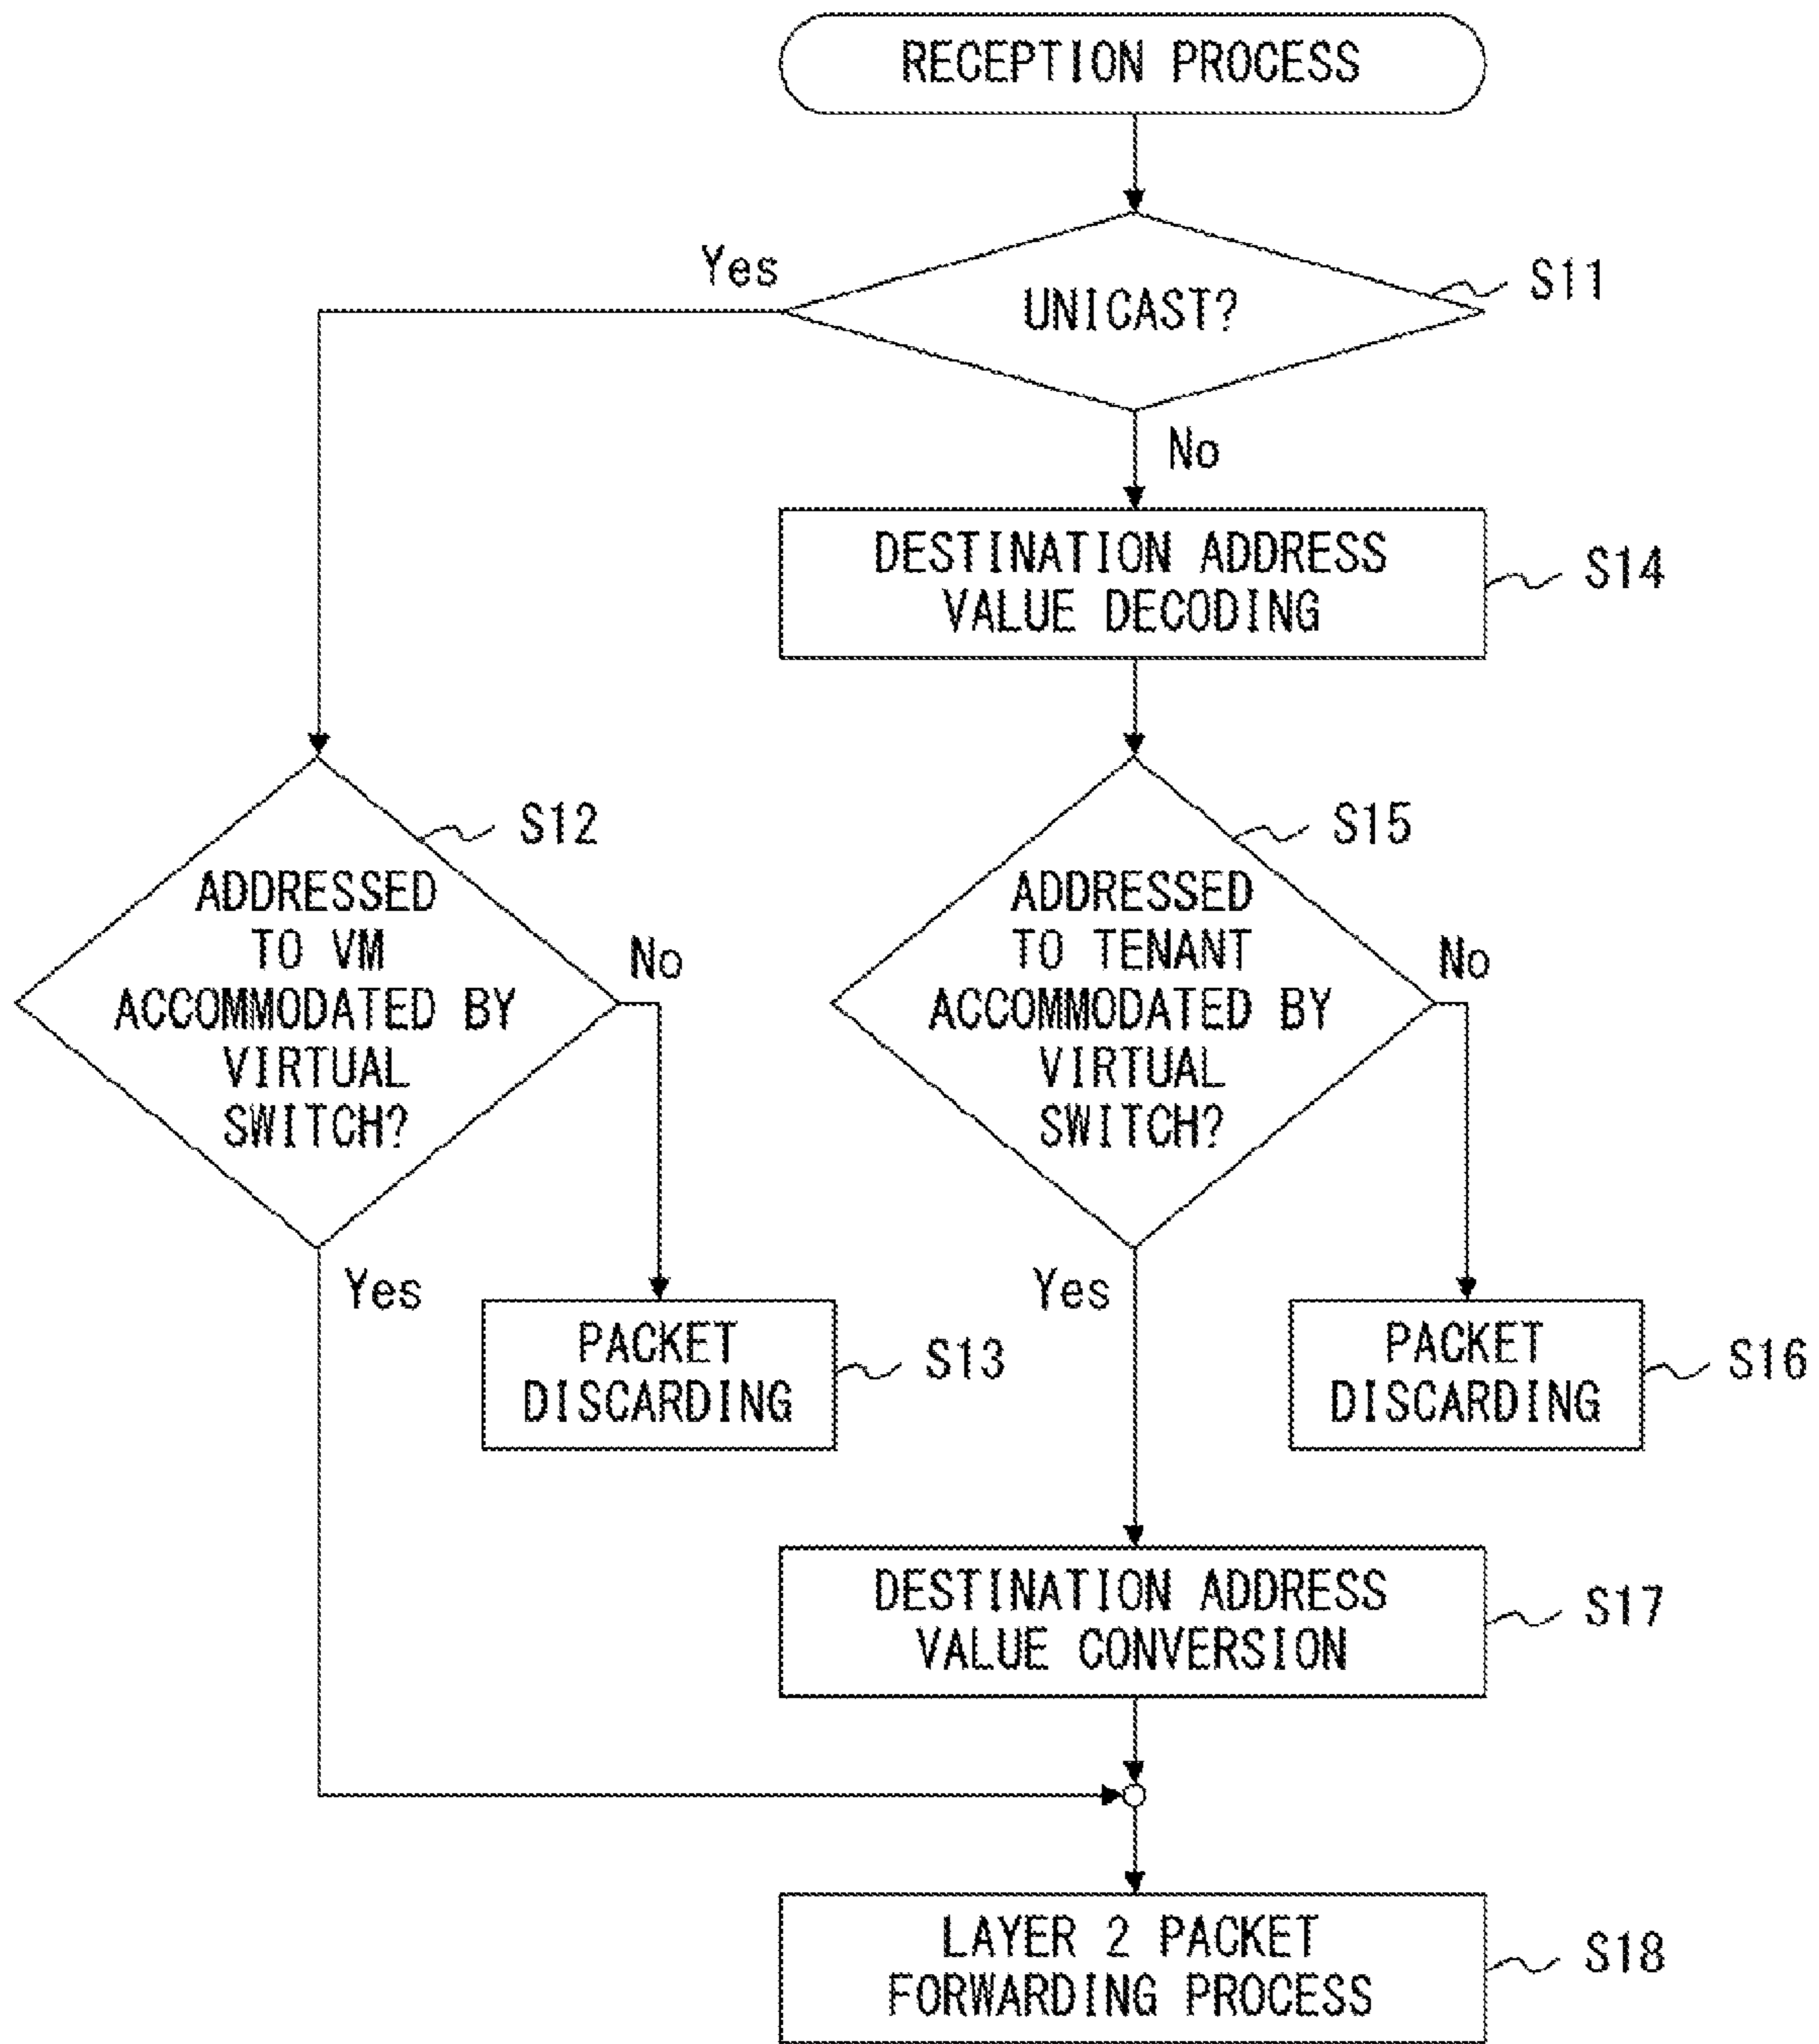 RECEPTION PROCESS
Yes
UNICAST?
S11
No
DESTINATION ADDRESS
VALUE DECODING
S14
S12
ADDRESSED
TO VM
ACCOMMODATED BY
VIRTUAL
SWITCH?
No
Yes
S15
ADDRESSED
TO TENANT
ACCOMMODATED BY
VIRTUAL
SWITCH?
No
Yes
PACKET
DISCARDING
S13
PACKET
DISCARDING
S16
DESTINATION ADDRESS
VALUE CONVERSION
S17
LAYER 2 PACKET
FORWARDING PROCESS
S18